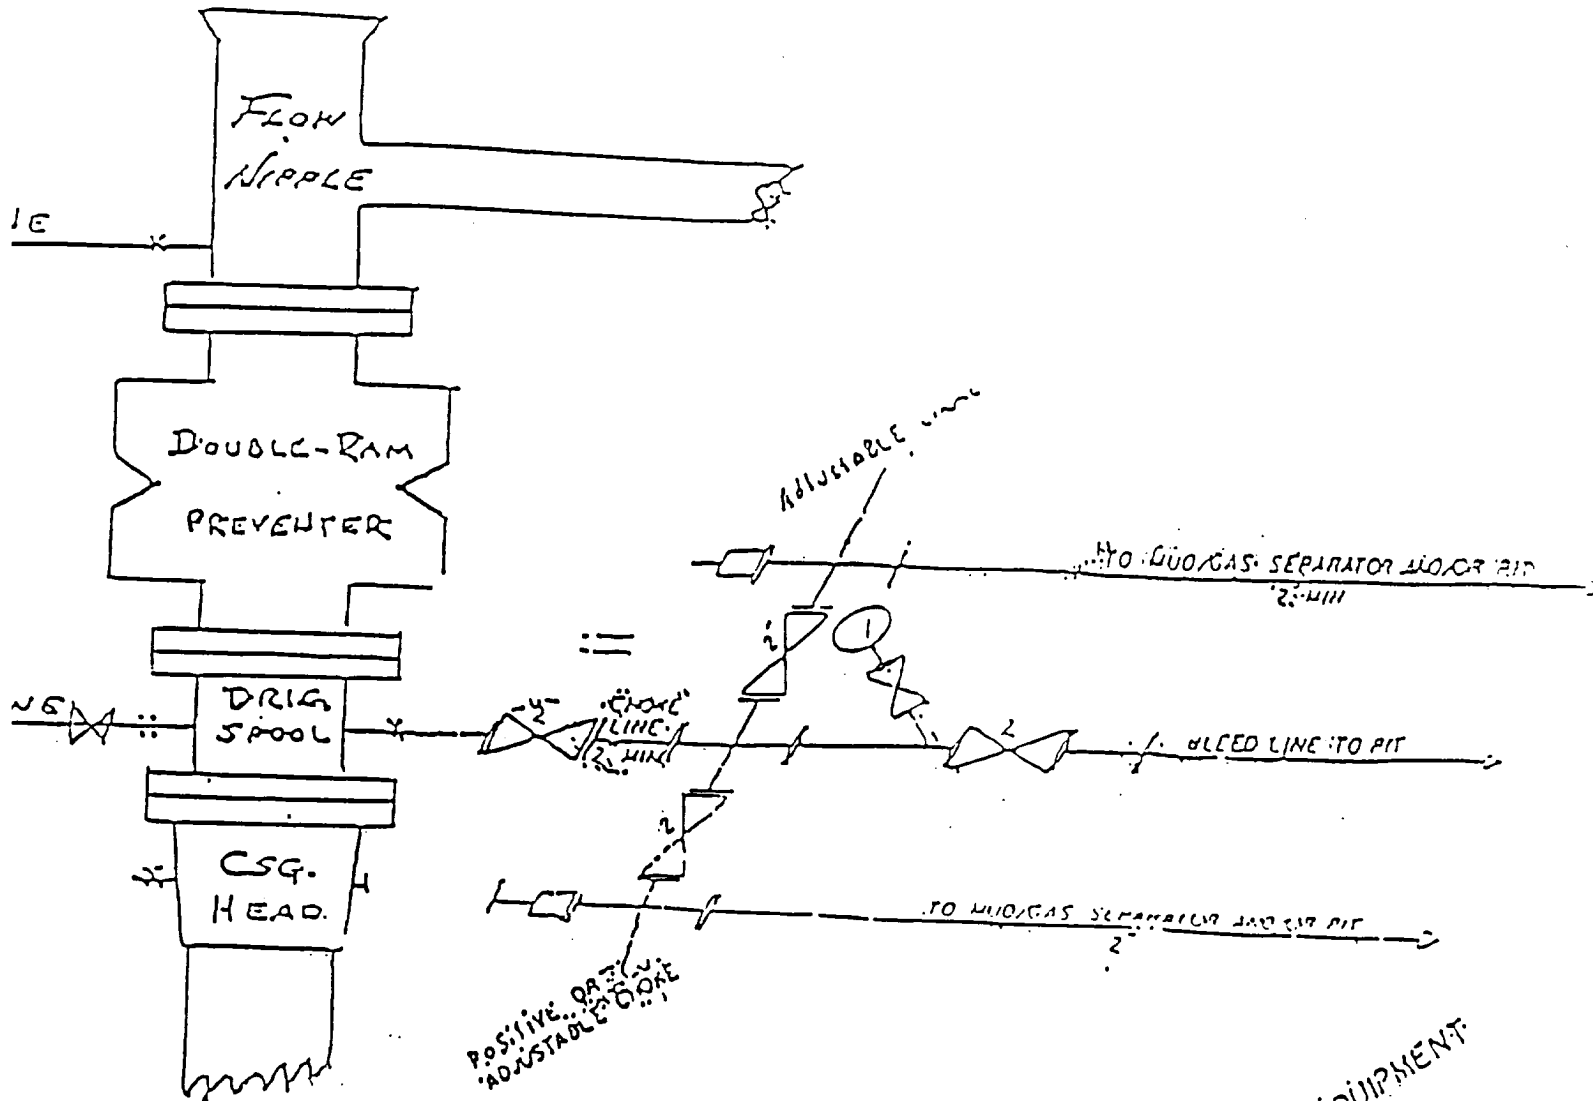 FLOW
NIPPLE
DOUBLE-RAM
PREVENTER
ADJUSTABLE
TO MUD/GAS SEPARATOR AND/OR PIT
2" MIN
2"
1
DRLG
SPOOL
2"
"CHOKE"
LINE
2" MIN
2
BLEED LINE TO PIT
2
CSG.
HEAD.
TO MUD/GAS SEPARATOR AND/OR PIT
2"
POSITIVE OR
ADJUSTABLE CHOKE